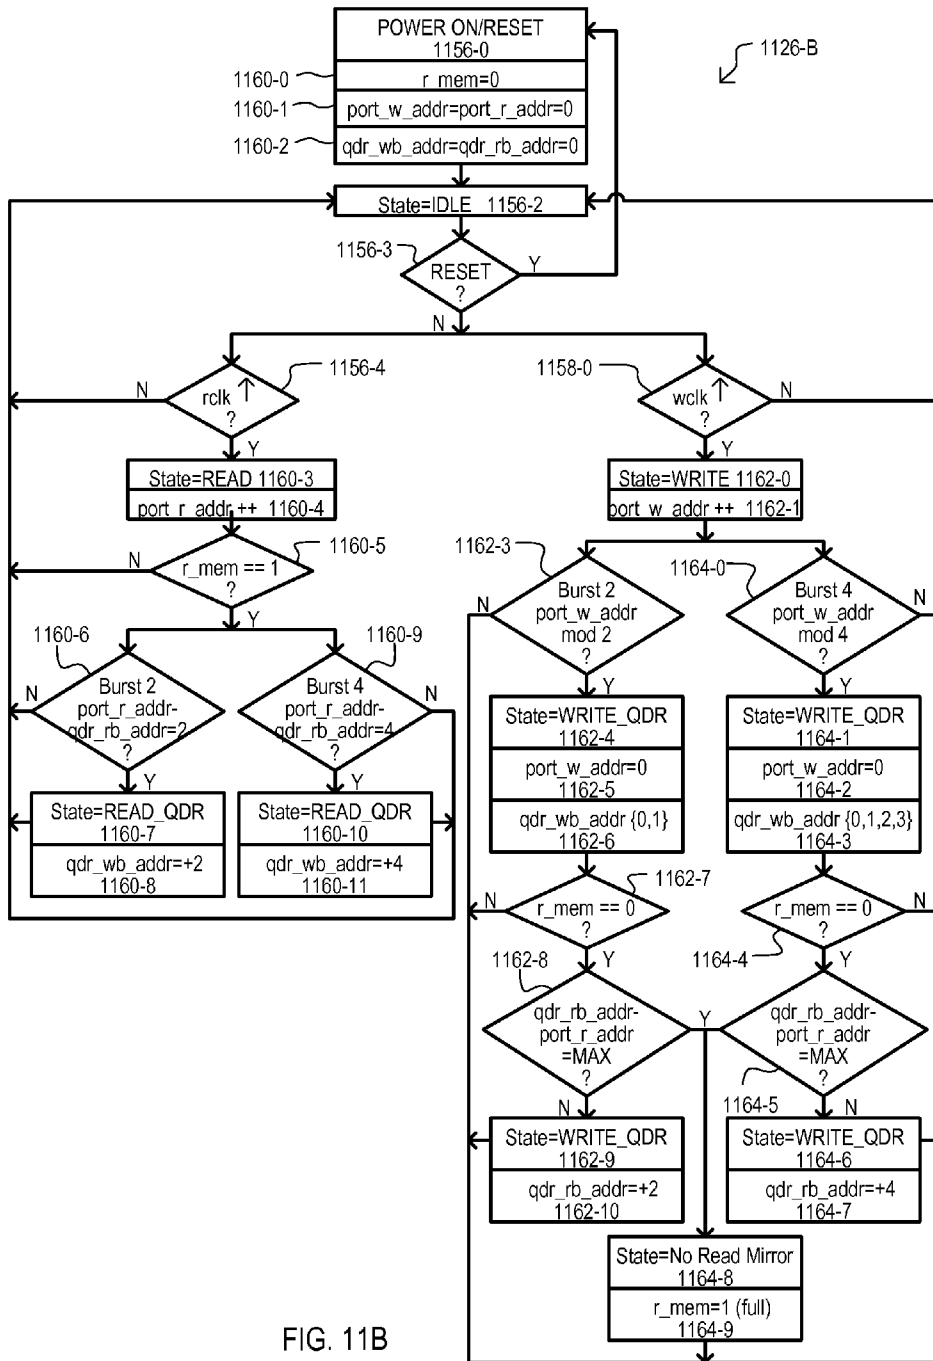 POWER ON/RESET
1156-0
1126-B
1160-0
r_mem=0
1160-1
port_w_addr=port_r_addr=0
1160-2
qdr_wb_addr=qdr_rb_addr=0
State=IDLE 1156-2
1156-3
RESET
?
Y
N
1156-4
rclk ↑
?
N
Y
1158-0
wclk ↑
?
N
Y
State=READ 1160-3
port_r_addr ++ 1160-4
State=WRITE 1162-0
port_w_addr ++ 1162-1
1160-5
r_mem == 1
?
N
Y
1162-3
Burst 2
port_w_addr
mod 2
?
N
Y
1164-0
Burst 4
port_w_addr
mod 4
?
N
Y
1160-6
Burst 2
port_r_addr-
qdr_rb_addr=2
?
N
Y
1160-9
Burst 4
port_r_addr-
qdr_rb_addr=4
?
N
Y
State=READ_QDR
1160-7
qdr_wb_addr=+2
1160-8
State=READ_QDR
1160-10
qdr_wb_addr=+4
1160-11
State=WRITE_QDR
1162-4
port_w_addr=0
1162-5
qdr_wb_addr {0,1}
1162-6
State=WRITE_QDR
1164-1
port_w_addr=0
1164-2
qdr_wb_addr {0,1,2,3}
1164-3
1162-7
r_mem == 0
?
N
Y
r_mem == 0
?
N
1164-4
Y
1162-8
qdr_rb_addr-
port_r_addr
=MAX
?
Y
N
qdr_rb_addr-
port_r_addr
=MAX
?
1164-5
N
State=WRITE_QDR
1162-9
qdr_rb_addr=+2
1162-10
State=WRITE_QDR
1164-6
qdr_rb_addr=+4
1164-7
State=No Read Mirror
1164-8
r_mem=1 (full)
1164-9
FIG. 11B